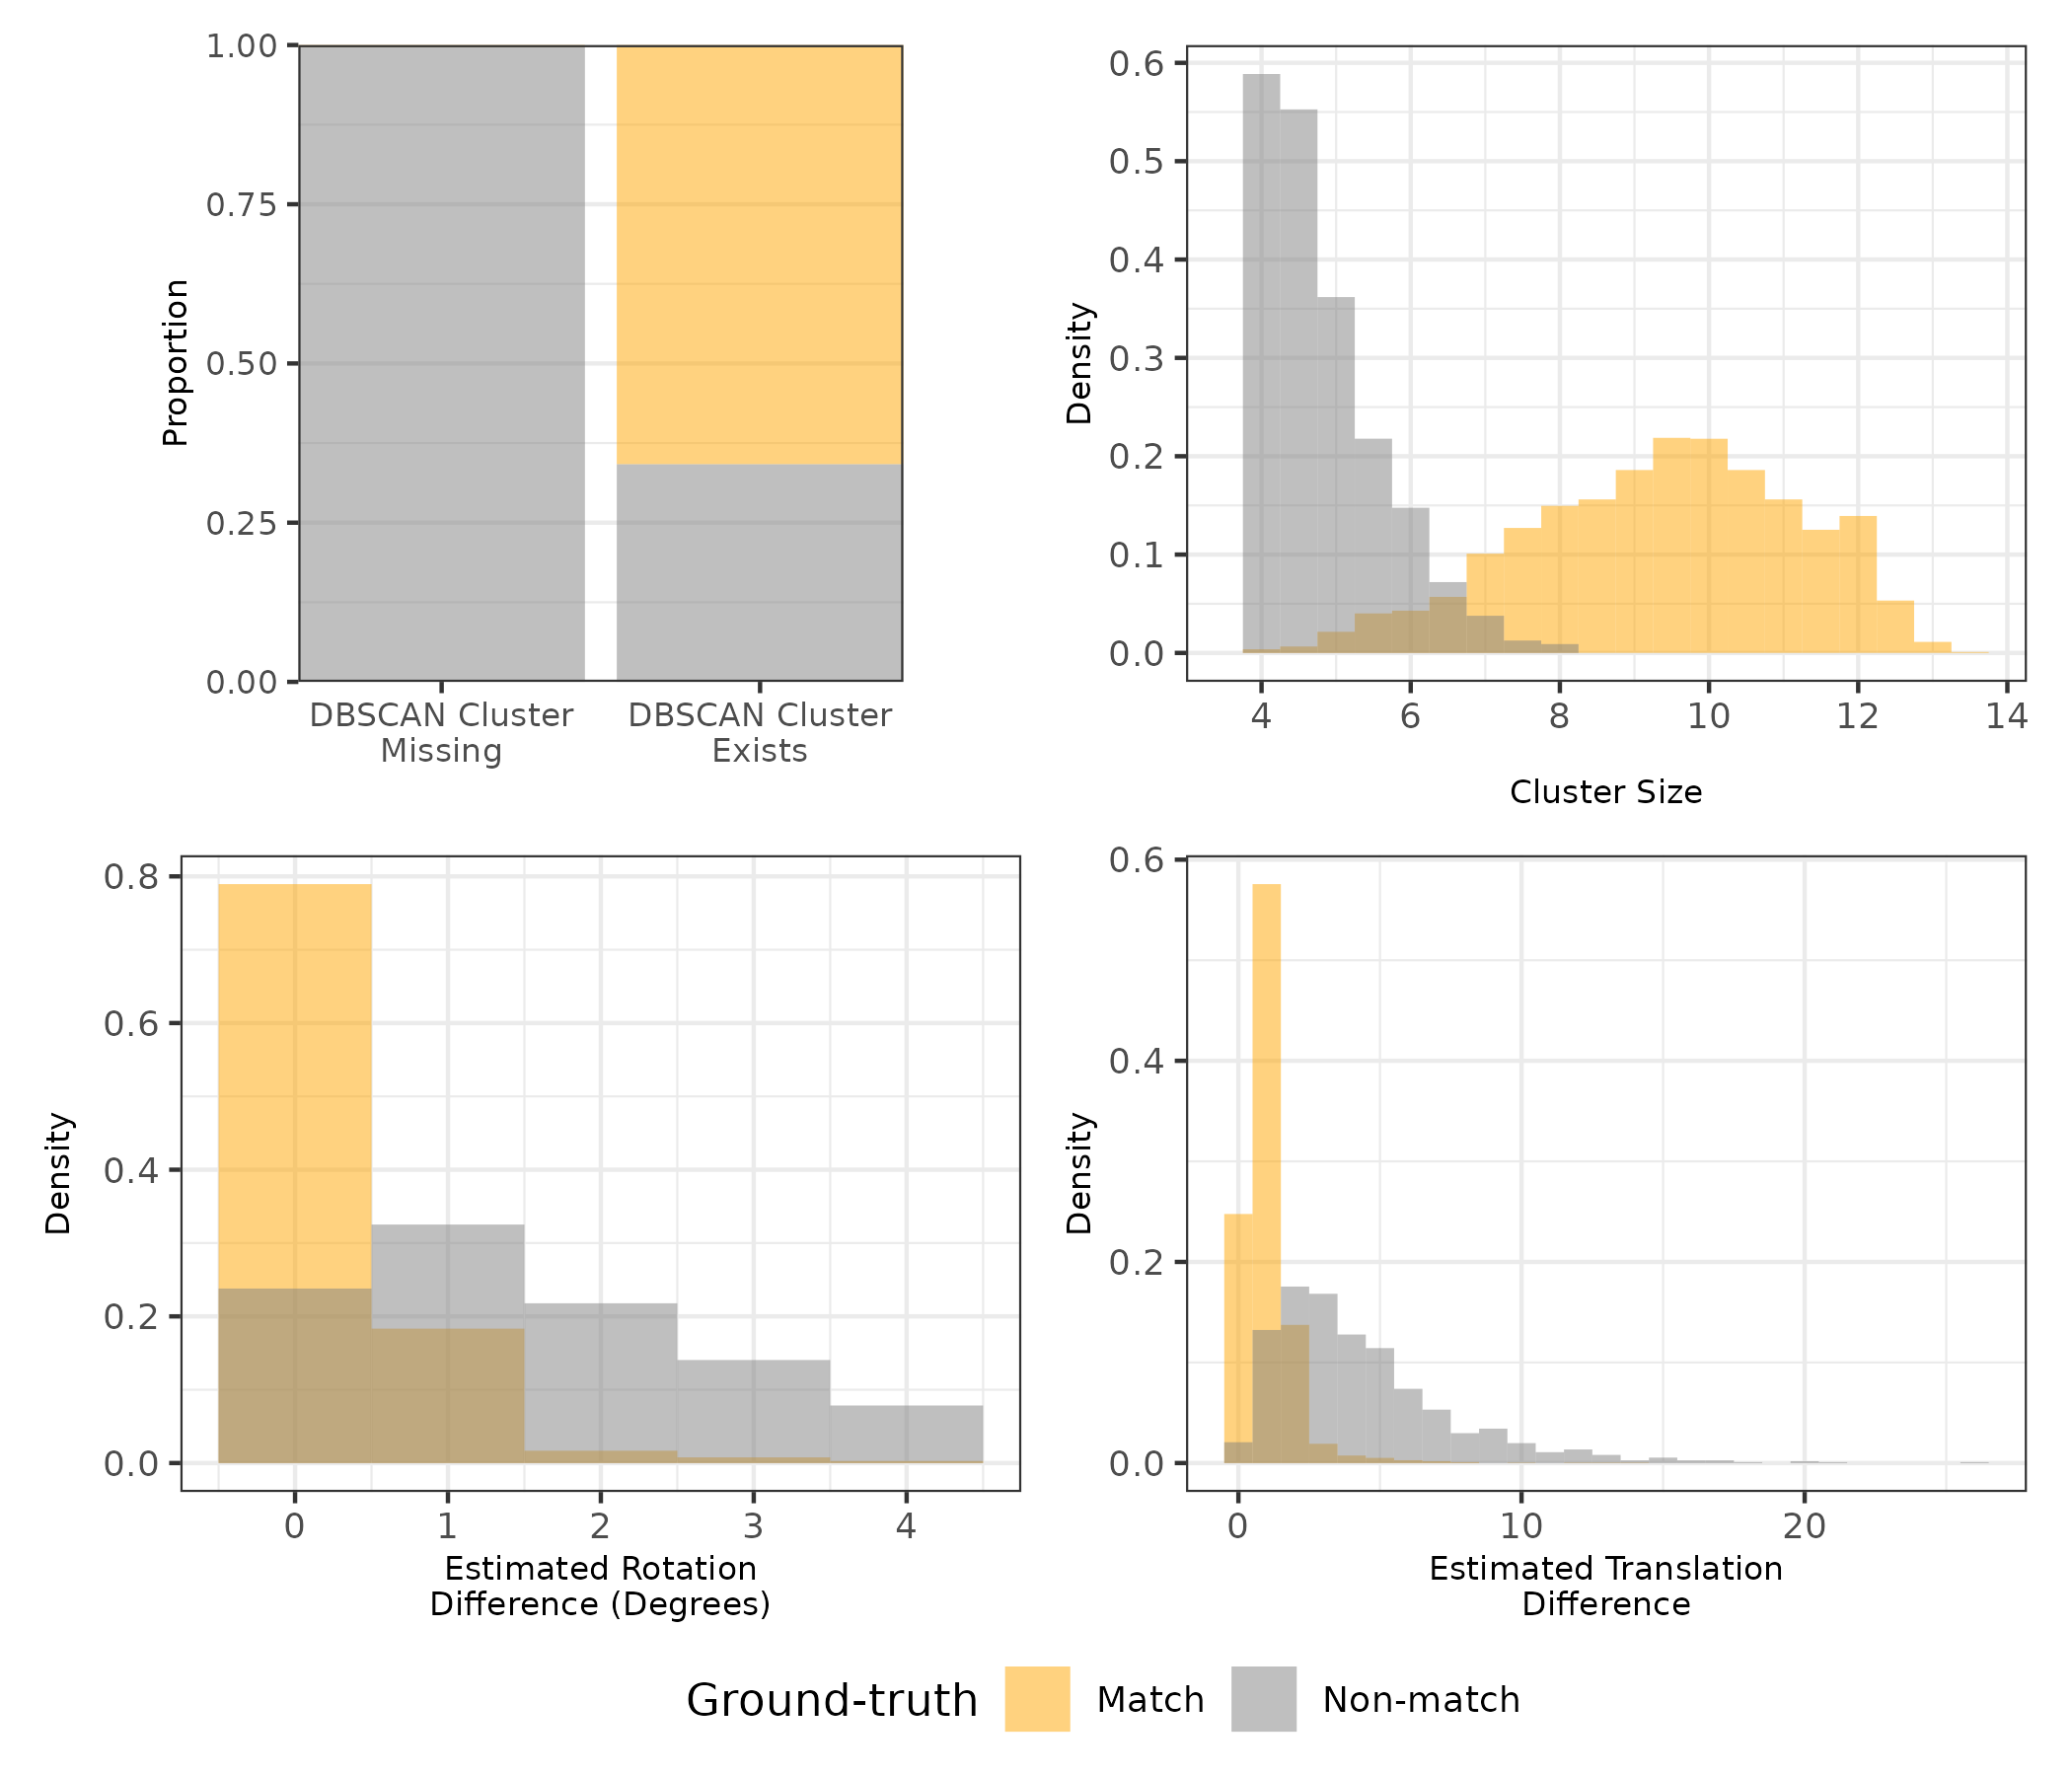 1.00
0.75
0.50
0.25
0.00
Proportion
DBSCAN Cluster
Missing
DBSCAN Cluster
Exists
0.6
0.5
0.4
0.3
0.2
0.1
0.0
Density
4 6 8 10 12 14
Cluster Size
0.8
0.6
0.4
0.2
0.0
Density
0 1 2 3 4
Estimated Rotation
Difference (Degrees)
0.6
0.4
0.2
0.0
Density
0 10 20
Estimated Translation
Difference
Ground-truth Match Non-match